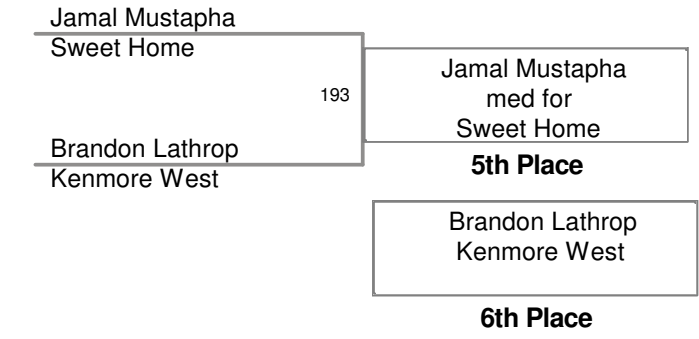 Jamal Mustapha
Sweet Home
193
Brandon Lathrop
Kenmore West
Jamal Mustapha
med for
Sweet Home
5th Place
Brandon Lathrop
Kenmore West
6th Place